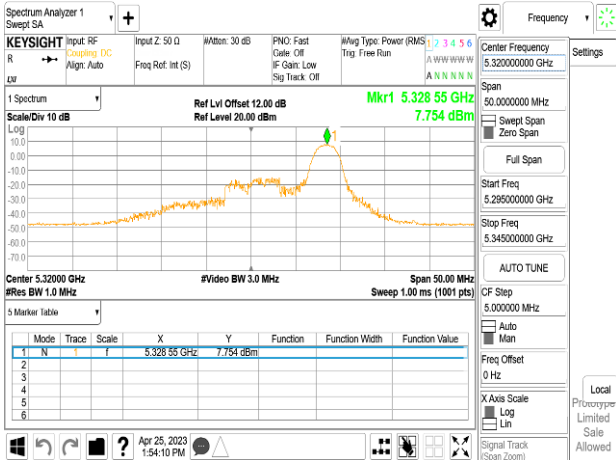 Spectrum Analyzer 1
Swept SA
Frequency
KEYSIGHT
R
Input: RF
Coupling: DC
Align: Auto
Input Z: 50 Ω
Freq Ref: Int (S)
#Atten: 30 dB
PNO: Fast
Gate: Off
IF Gain: Low
Sig Track: Off
#Avg Type: Power (RMS
Trig: Free Run
1 2 3 4 5 6
A W W W W W
A N N N N N
1 Spectrum
Scale/Div 10 dB
Log
Ref Lvl Offset 12.00 dB
Ref Level 20.00 dBm
Mkr1 5.328 55 GHz
7.754 dBm
1
10.0
0.00
-10.0
-20.0
-30.0
-40.0
-50.0
-60.0
-70.0
Center 5.32000 GHz
#Res BW 1.0 MHz
#Video BW 3.0 MHz
Span 50.00 MHz
Sweep 1.00 ms (1001 pts)
5 Marker Table
Mode Trace Scale X Y Function Function Width Function Value
1 N 1 f 5.328 55 GHz 7.754 dBm
2
3
4
5
6
Apr 25, 2023
1:54:10 PM
Center Frequency
5.320000000 GHz
Span
50.0000000 MHz
Swept Span
Zero Span
Full Span
Start Freq
5.295000000 GHz
Stop Freq
5.345000000 GHz
AUTO TUNE
CF Step
5.000000 MHz
Auto
Man
Freq Offset
0 Hz
X Axis Scale
Log
Lin
Signal Track
(Span Zoom)
Settings
Local
Prototype
Limited
Sale
Allowed